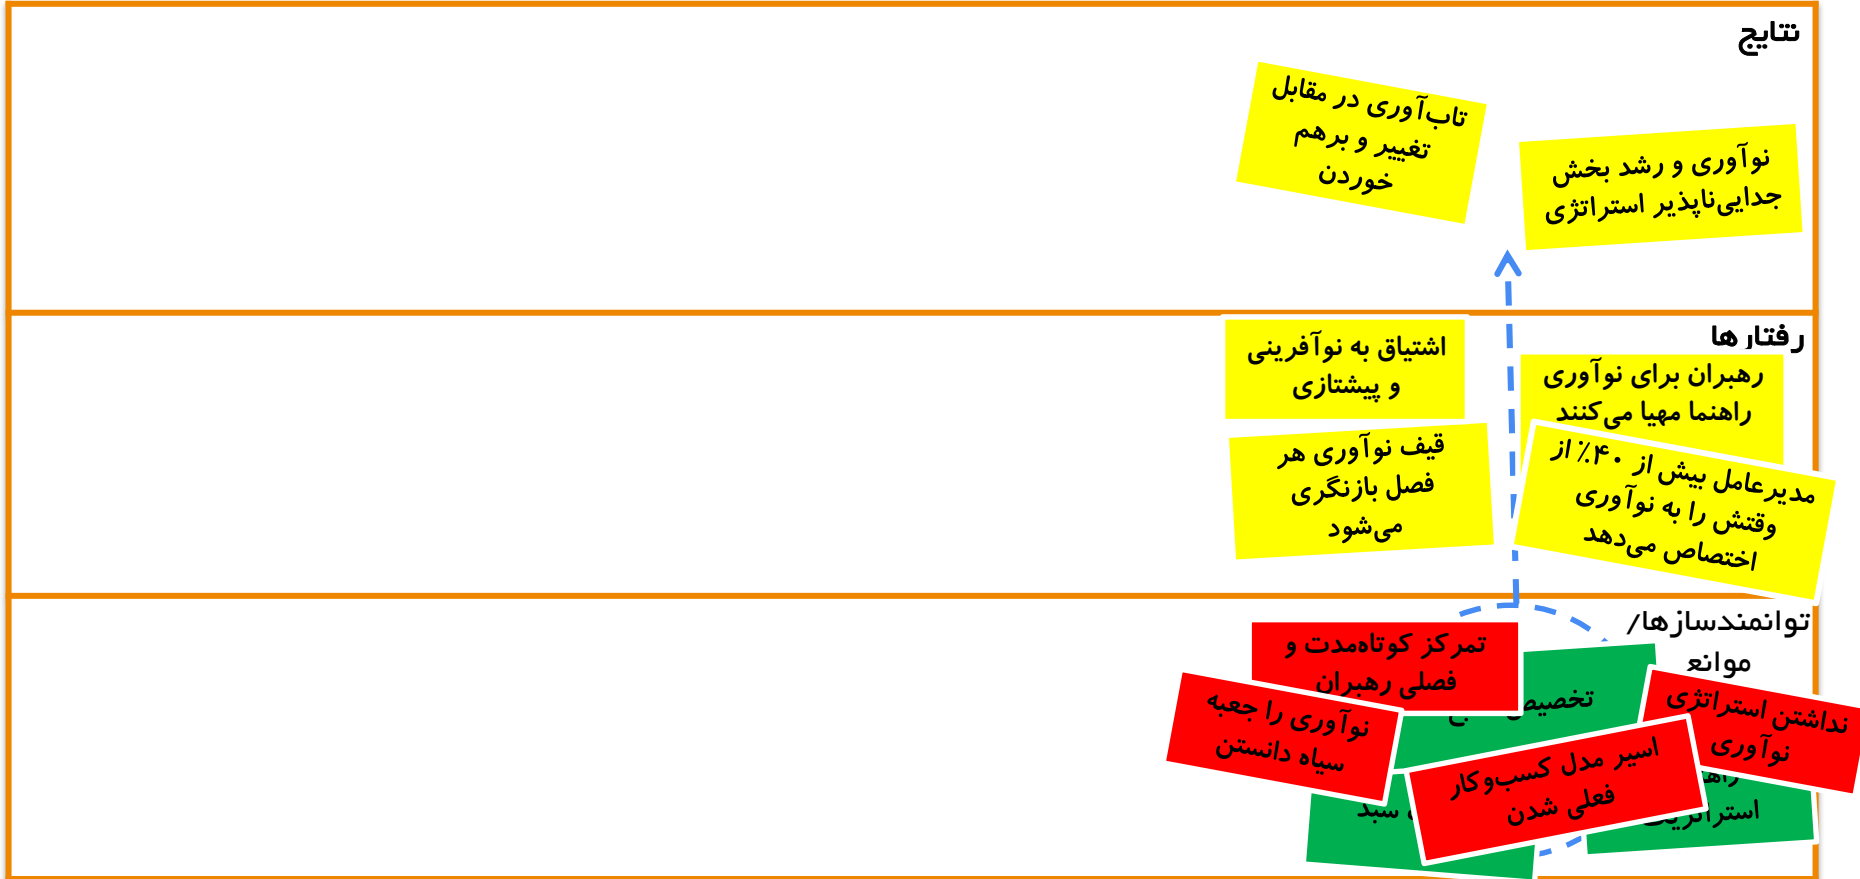 نتایج
تاب‌آوری در مقابل
تغییر و برهم
خوردن
نوآوری و رشد بخش
جدایی‌ناپذیر استراتژی
رفتارها
اشتیاق به نوآفرینی
و پیشتازی
رهبران برای نوآوری
راهنما مهیا می‌کنند
قیف نوآوری هر
فصل بازنگری
می‌شود
مدیرعامل بیش از ۴۰٪ از
وقتش را به نوآوری
اختصاص می‌دهد
توانمندسازها/
موانع
تمرکز کوتاه‌مدت و
فصلی رهبران
تخصیص
نوآوری را جعبه
سیاه دانستن
نداشتن استراتژی
نوآوری
اسیر مدل کسب‌وکار
فعلی شدن
سبد